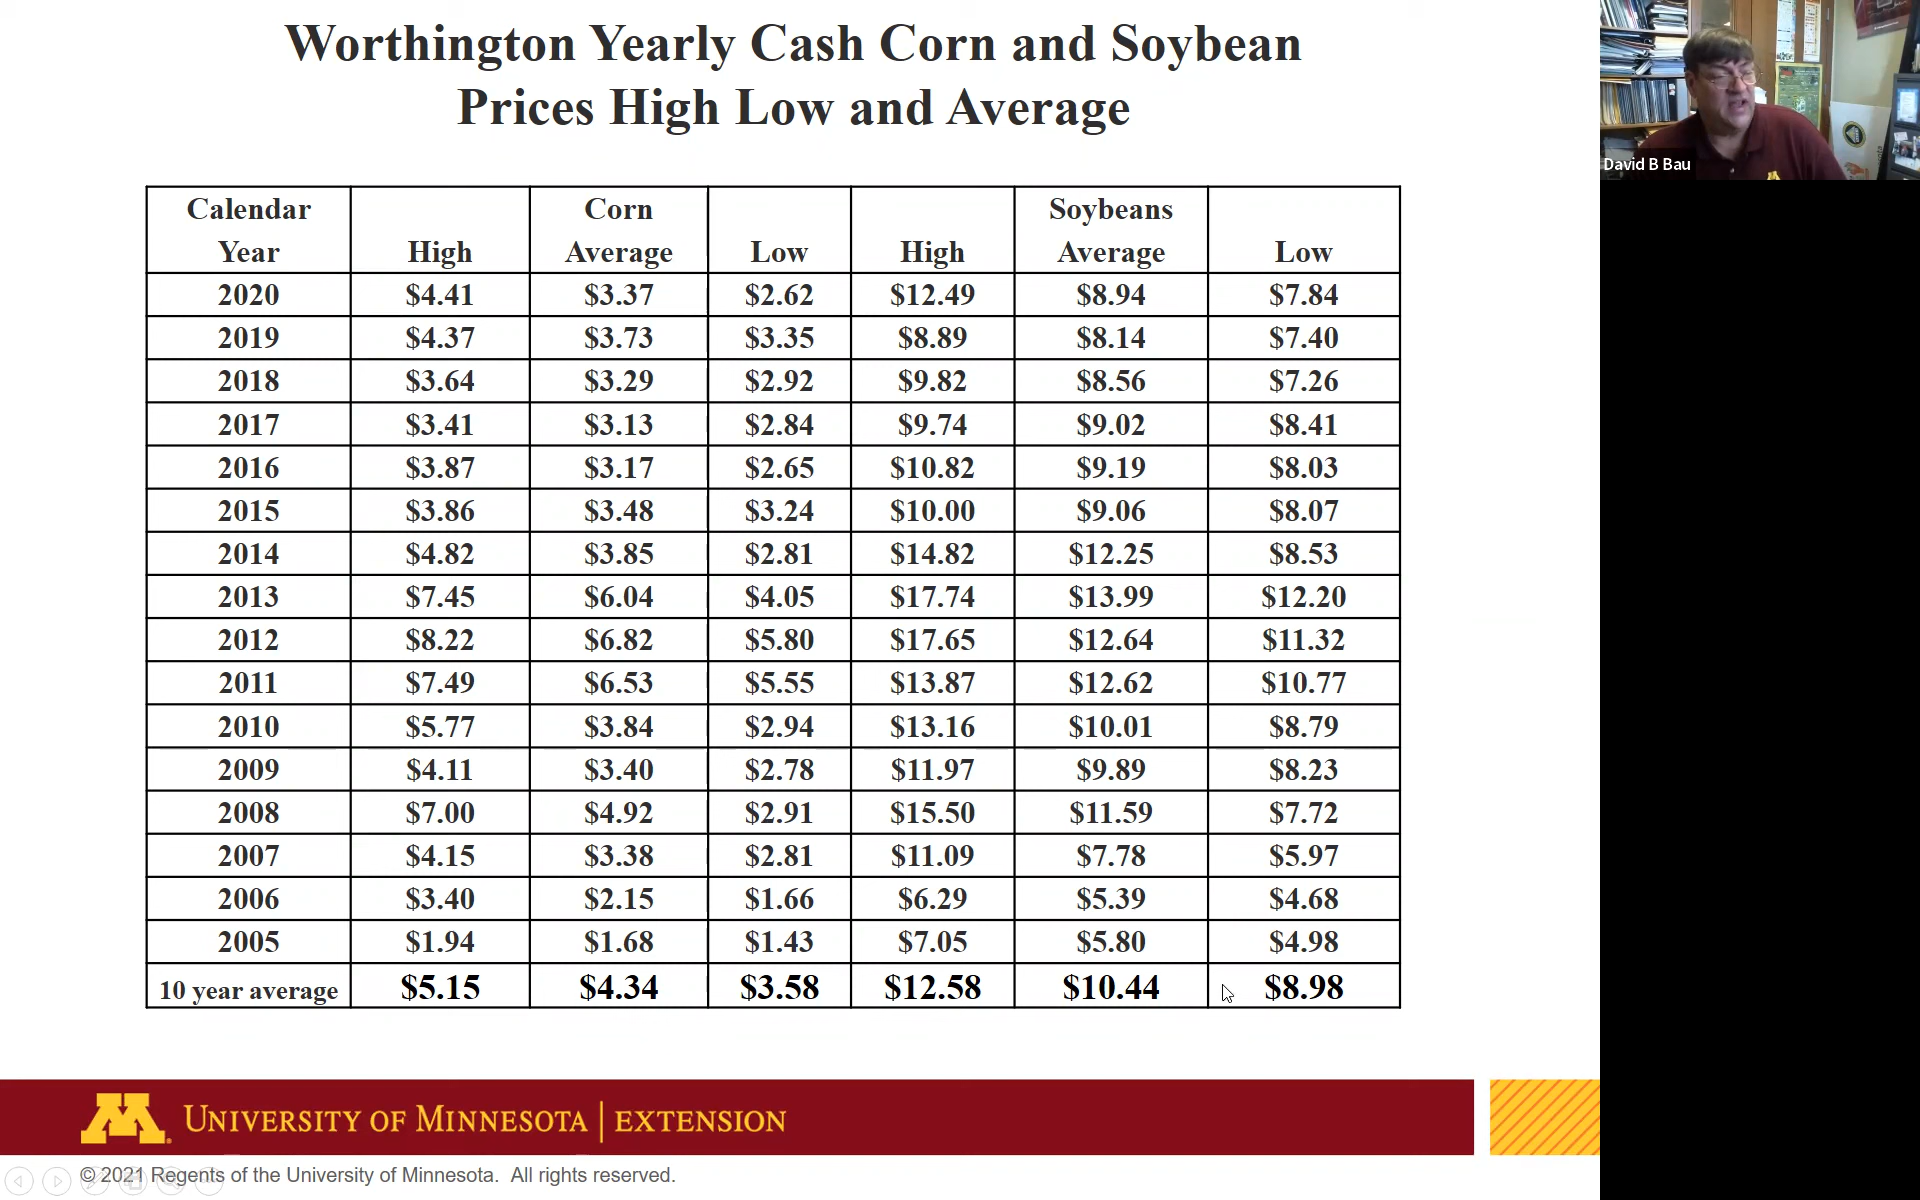 Worthington Yearly Cash Corn and Soybean
Prices High Low and Average
David B Bau
Calendar Year High Corn Average Low High Soybeans Average Low
2020 $4.41 $3.37 $2.62 $12.49 $8.94 $7.84
2019 $4.37 $3.73 $3.35 $8.89 $8.14 $7.40
2018 $3.64 $3.29 $2.92 $9.82 $8.56 $7.26
2017 $3.41 $3.13 $2.84 $9.74 $9.02 $8.41
2016 $3.87 $3.17 $2.65 $10.82 $9.19 $8.03
2015 $3.86 $3.48 $3.24 $10.00 $9.06 $8.07
2014 $4.82 $3.85 $2.81 $14.82 $12.25 $8.53
2013 $7.45 $6.04 $4.05 $17.74 $13.99 $12.20
2012 $8.22 $6.82 $5.80 $17.65 $12.64 $11.32
2011 $7.49 $6.53 $5.55 $13.87 $12.62 $10.77
2010 $5.77 $3.84 $2.94 $13.16 $10.01 $8.79
2009 $4.11 $3.40 $2.78 $11.97 $9.89 $8.23
2008 $7.00 $4.92 $2.91 $15.50 $11.59 $7.72
2007 $4.15 $3.38 $2.81 $11.09 $7.78 $5.97
2006 $3.40 $2.15 $1.66 $6.29 $5.39 $4.68
2005 $1.94 $1.68 $1.43 $7.05 $5.80 $4.98
10 year average $5.15 $4.34 $3.58 $12.58 $10.44 $8.98
M
UNIVERSITY OF MINNESOTA | EXTENSION
© 2021 Regents of the University of Minnesota. All rights reserved.